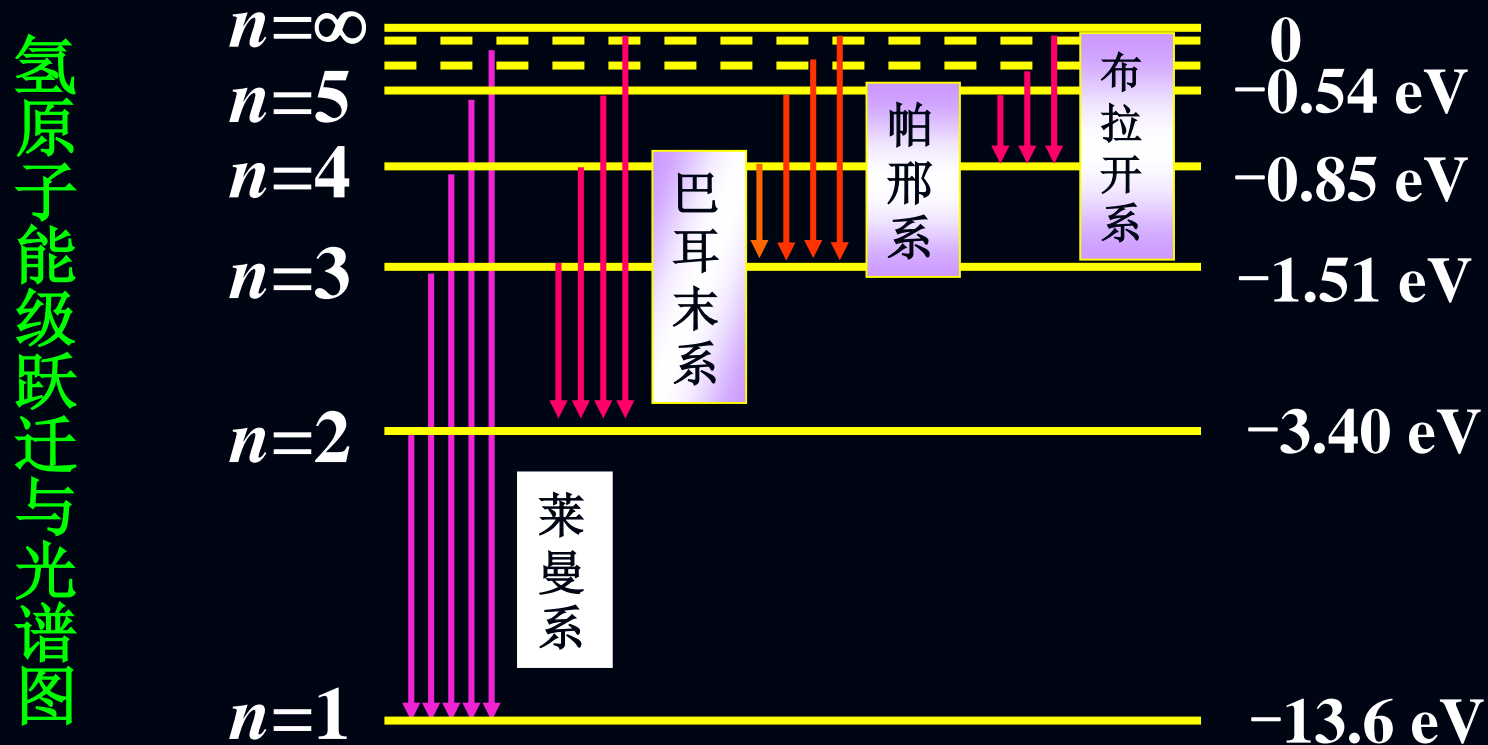 氢原子能级跃迁与光谱图
n=∞
0
n=5
−0.54 eV
n=4
−0.85 eV
n=3
−1.51 eV
n=2
−3.40 eV
n=1
−13.6 eV
莱曼系
巴耳末系
帕邢系
布拉开系